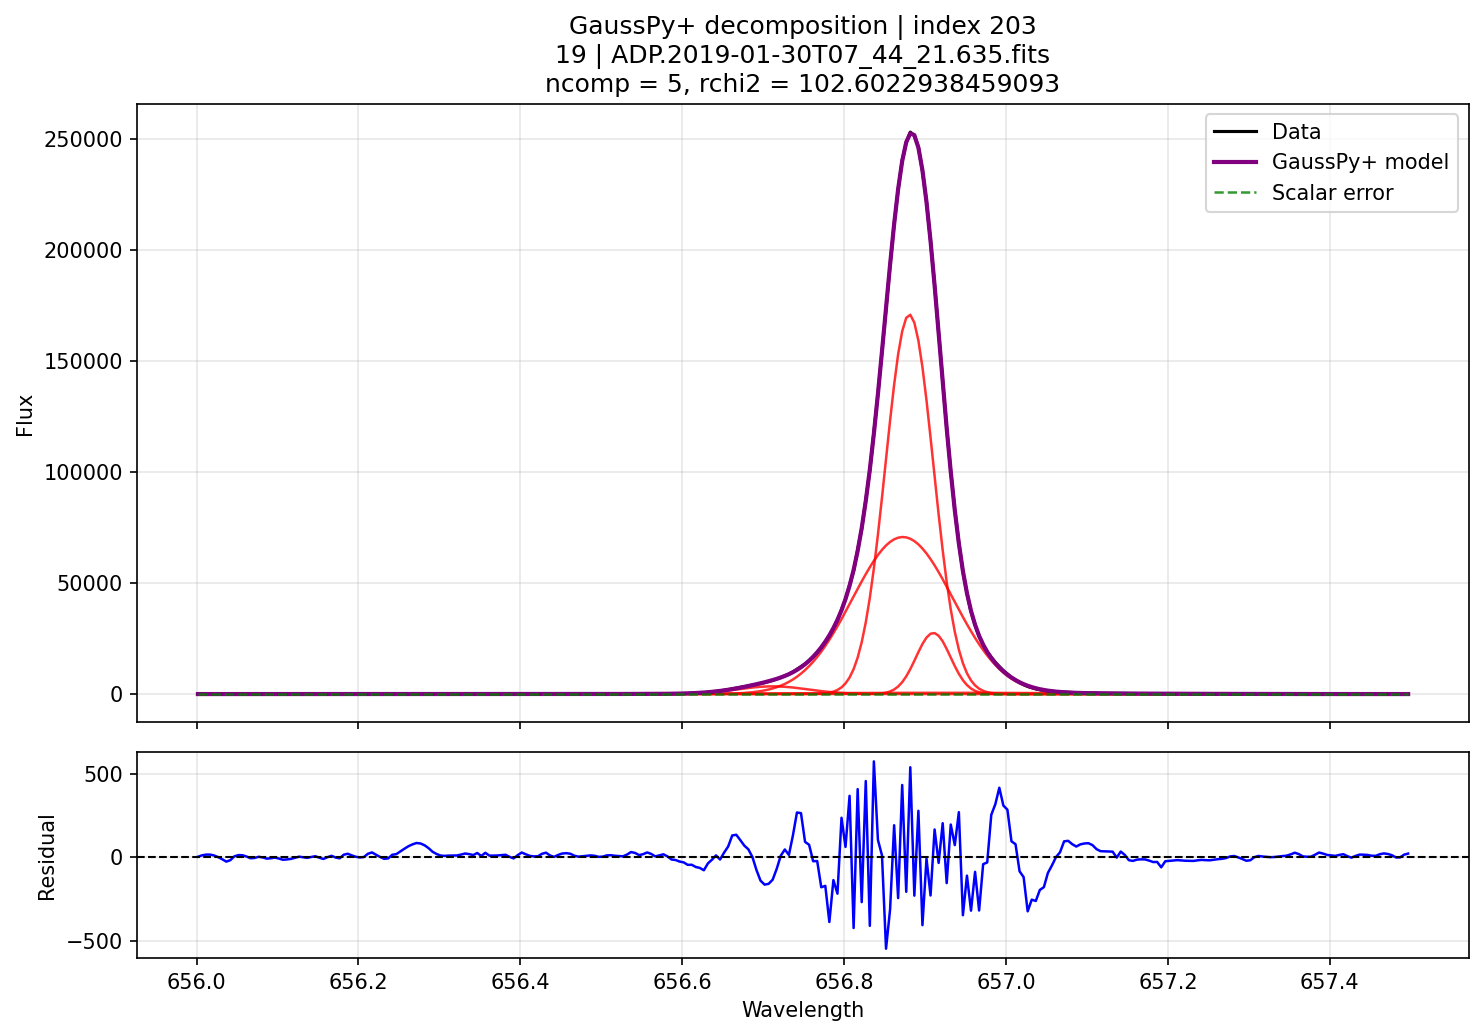 GaussPy+ decomposition | index 203
19 | ADP.2019-01-30T07_44_21.635.fits
ncomp = 5, rchi2 = 102.6022938459093
Data
GaussPy+ model
Scalar error
Flux
250000
200000
150000
100000
50000
0
Residual
500
0
−500
656.0
656.2
656.4
656.6
656.8
657.0
657.2
657.4
Wavelength